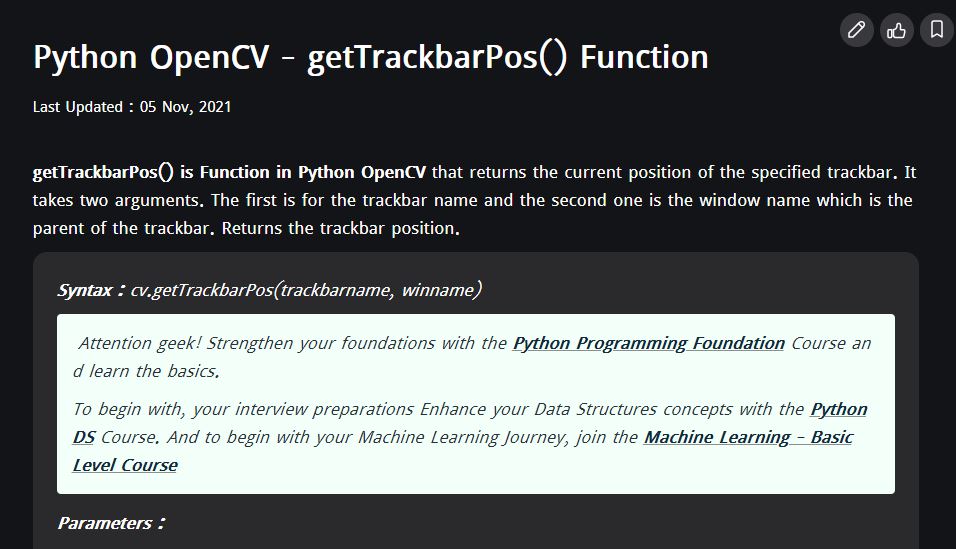 Python OpenCV – getTrackbarPos() Function
Last Updated : 05 Nov, 2021
getTrackbarPos() is Function in Python OpenCV that returns the current position of the specified trackbar. It
takes two arguments. The first is for the trackbar name and the second one is the window name which is the
parent of the trackbar. Returns the trackbar position.
Syntax : cv.getTrackbarPos(trackbarname, winname)
Attention geek! Strengthen your foundations with the Python Programming Foundation Course an
d learn the basics.
To begin with, your interview preparations Enhance your Data Structures concepts with the Python
DS Course. And to begin with your Machine Learning Journey, join the Machine Learning – Basic
Level Course
Parameters :